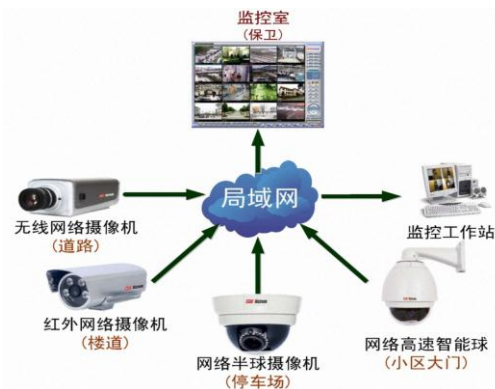 监控室
(保卫)
局域网
无线网络摄像机
(道路)
监控工作站
红外网络摄像机
(楼道)
网络半球摄像机
(停车场)
网络高速智能球
(小区大门)